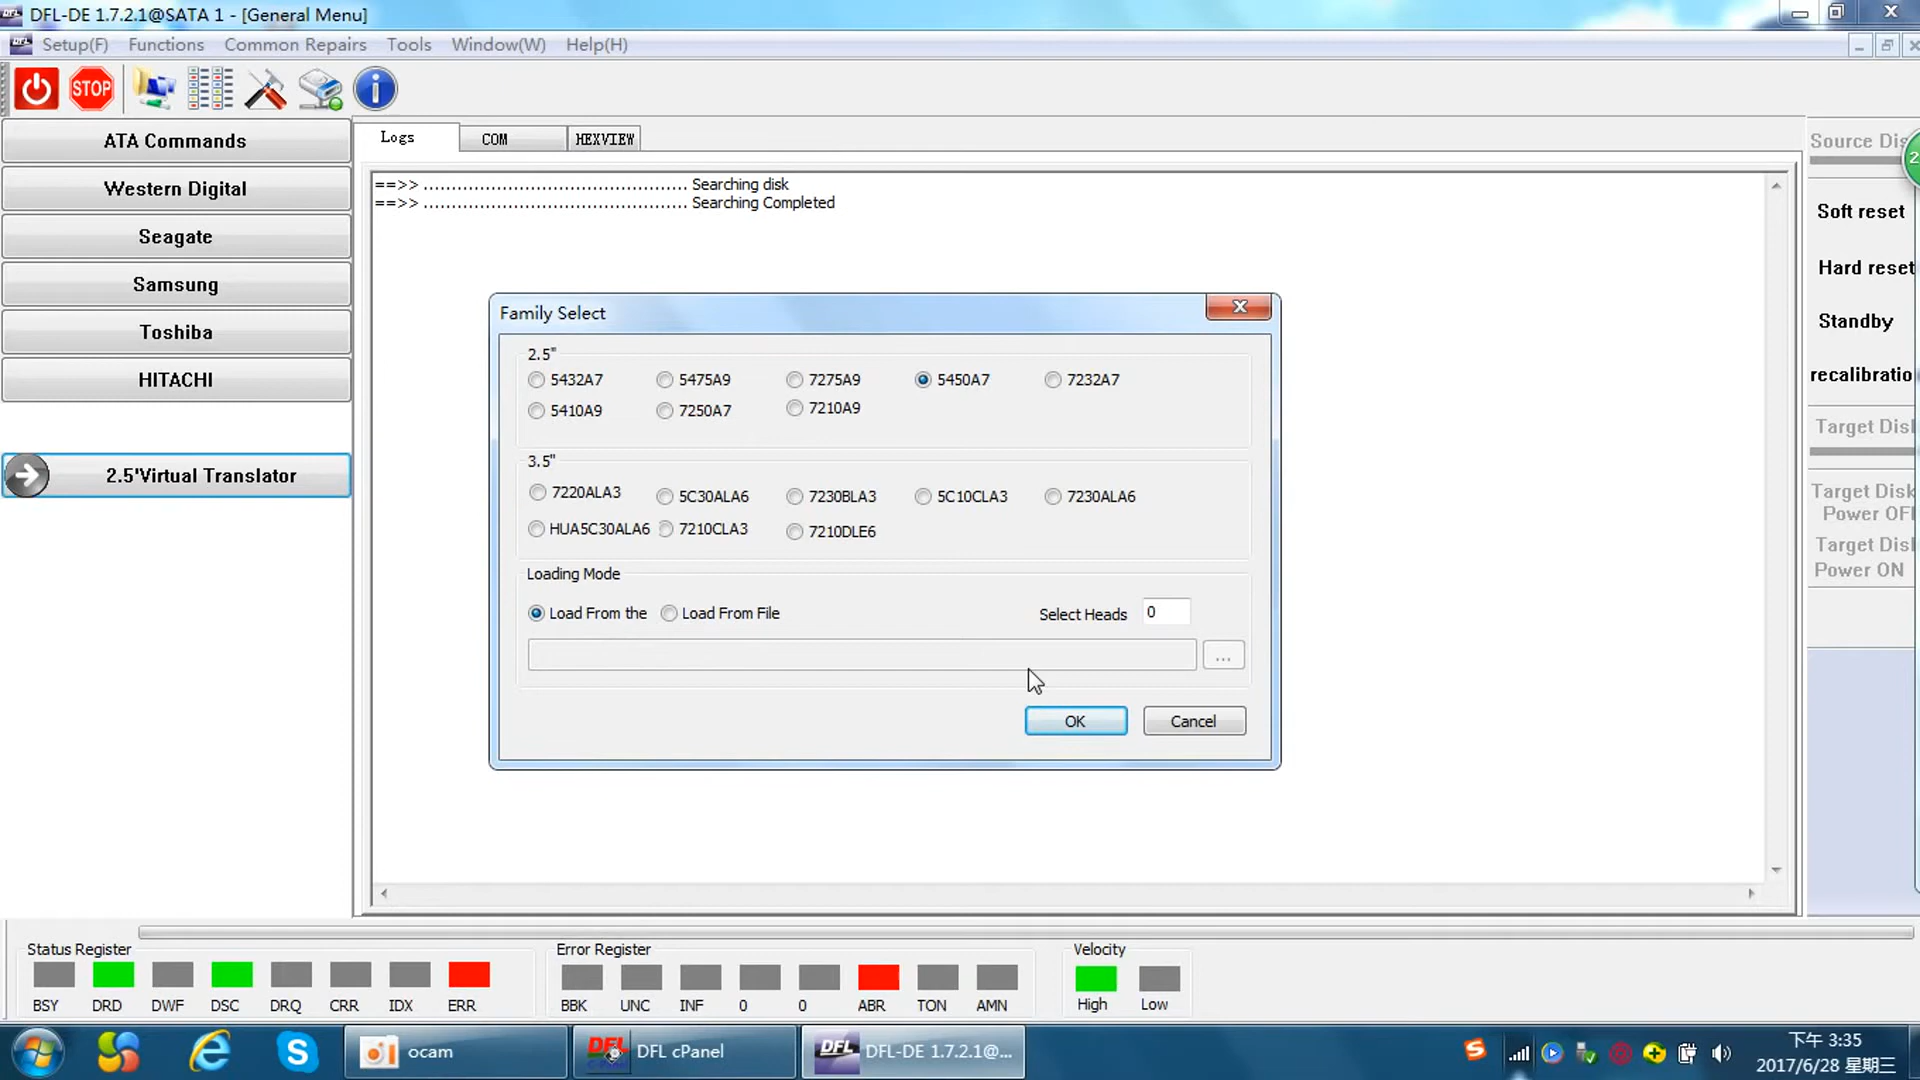 DFL-DE 1.7.2.1@SATA 1 - [General Menu]
Setup(F) Functions Common Repairs Tools Window(W) Help(H)
STOP
ATA Commands
Western Digital
Seagate
Samsung
Toshiba
HITACHI
2.5'Virtual Translator
Logs COM HEXVIEW
==>> ............................................... Searching disk
==>> ............................................... Searching Completed
Family Select
2.5"
5432A7 5475A9 7275A9 5450A7 7232A7
5410A9 7250A7 7210A9
3.5"
7220ALA3 5C30ALA6 7230BLA3 5C10CLA3 7230ALA6
HUA5C30ALA6 7210CLA3 7210DLE6
Loading Mode
Load From the Load From File Select Heads 0
...
OK Cancel
Source Dis
2
Soft reset
Hard reset
Standby
recalibratio
Target Disl
Target Disk
Power OFI
Target Disl
Power ON
Status Register Error Register Velocity
BSY DRD DWF DSC DRQ CRR IDX ERR BBK UNC INF 0 0 ABR TON AMN High Low
ocam DFL cPanel DFL DFL-DE 1.7.2.1@...
下午 3:35
2017/6/28 星期三